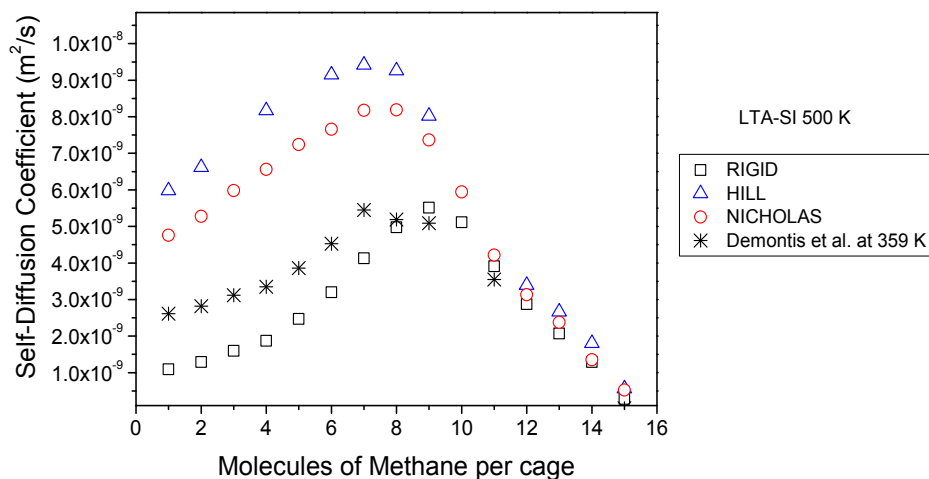 Self-Diffusion Coefficient (m²/s)
1.0x10⁻⁸
9.0x10⁻⁹
8.0x10⁻⁹
7.0x10⁻⁹
6.0x10⁻⁹
5.0x10⁻⁹
4.0x10⁻⁹
3.0x10⁻⁹
2.0x10⁻⁹
1.0x10⁻⁹
0 2 4 6 8 10 12 14 16
Molecules of Methane per cage
LTA-SI 500 K
RIGID
HILL
NICHOLAS
Demontis et al. at 359 K